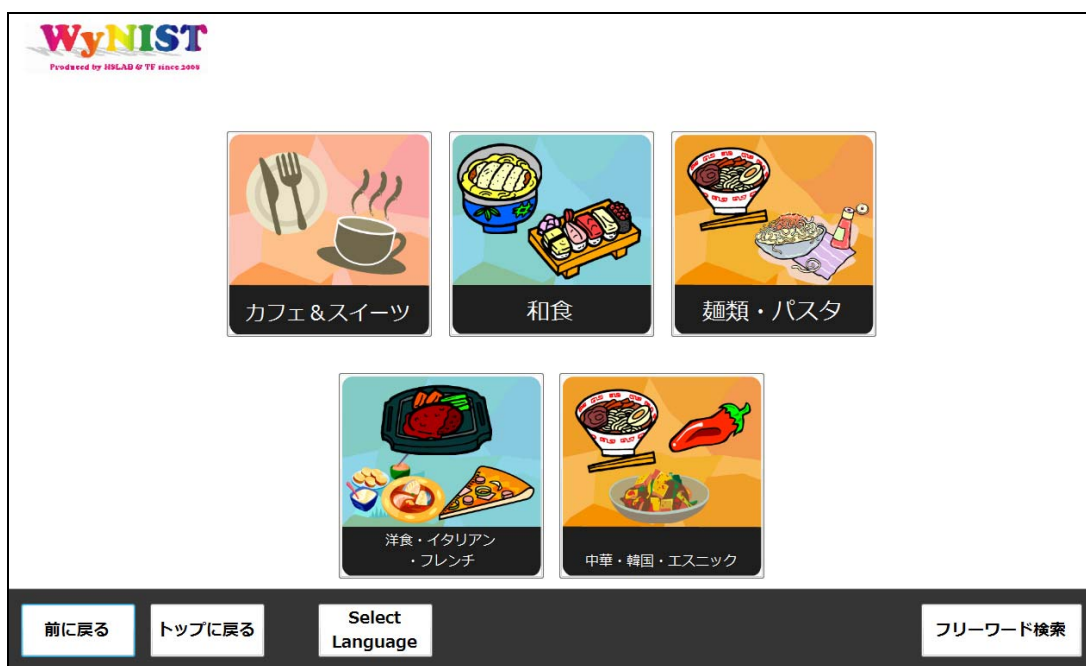 WyNIST
Produced by HSLAB & TF since 2008
カフェ＆スイーツ
和食
麺類・パスタ
洋食・イタリアン
・フレンチ
中華・韓国・エスニック
前に戻る
トップに戻る
Select
Language
フリーワード検索